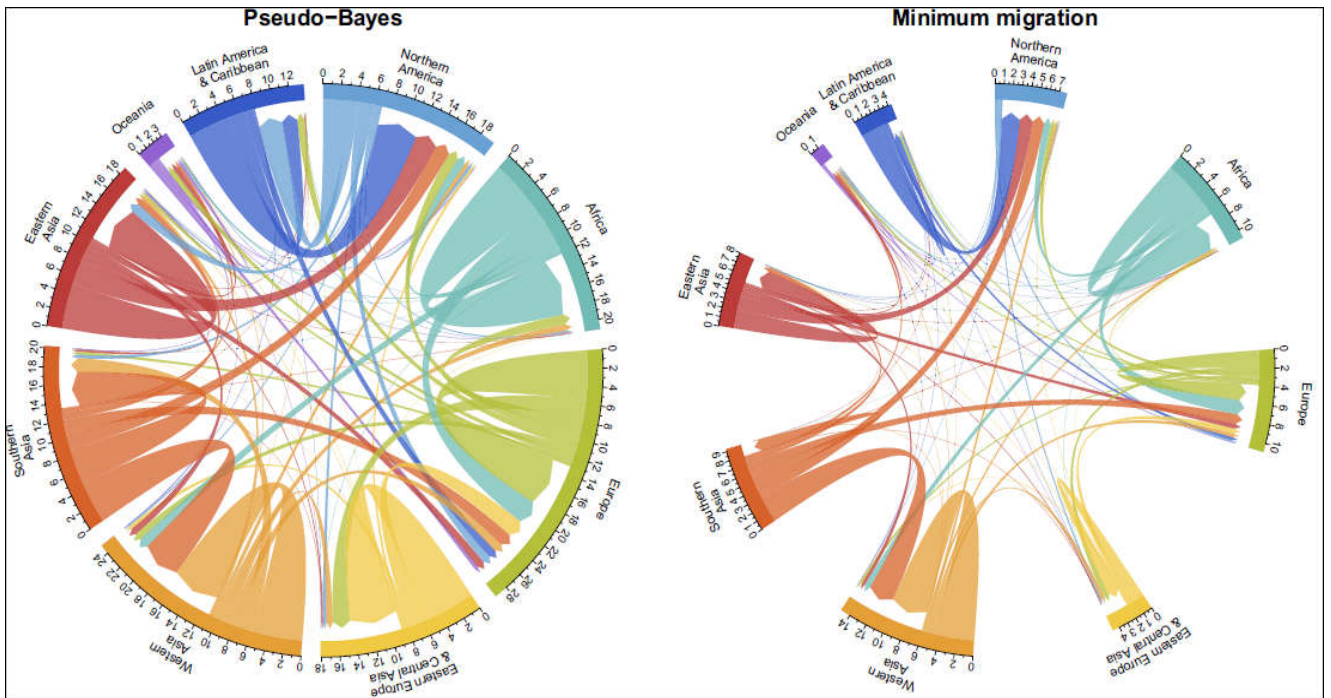 Pseudo−Bayes
Northern
America
0 2 4 6 8 10 12 14 16 18
Africa
0 2 4 6 8 10 12 14 16 18 20
Europe
0 2 4 6 8 10 12 14 16 18 20 22 24 26 28
Eastern Europe
& Central Asia
0 2 4 6 8 10 12 14 16 18
Western
Asia
0 2 4 6 8 10 12 14 16 18 20 22 24
Southern
Asia
0 2 4 6 8 10 12 14 16 18 20
Eastern
Asia
0 2 4 6 8 10 12 14 16 18
Oceania
0 1 2 3
Latin America
& Caribbean
0 2 4 6 8 10 12
Minimum migration
Northern
America
0 1 2 3 4 5 6 7
Africa
0 2 4 6 8 10
Europe
0 2 4 6 8 10
Eastern Europe
& Central Asia
0 1 2 3 4
Western
Asia
0 2 4 6 8 10 12 14
Southern
Asia
0 1 2 3 4 5 6 7 8 9
Eastern
Asia
0 1 2 3 4 5 6 7 8
Oceania
0 1
Latin America
& Caribbean
0 1 2 3 4